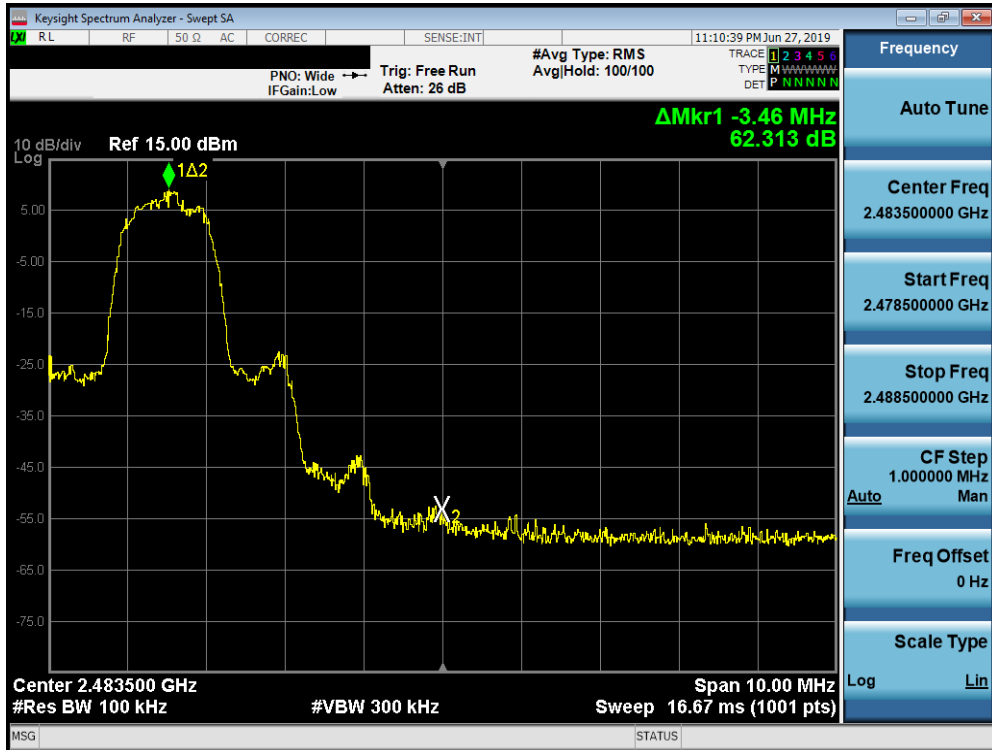 Keysight Spectrum Analyzer - Swept SA
LXI RL RF 50 Ω AC CORREC SENSE:INT 11:10:39 PM Jun 27, 2019
PNO: Wide
IFGain:Low
Trig: Free Run
Atten: 26 dB
#Avg Type: RMS
Avg|Hold: 100/100
TRACE 1 2 3 4 5 6
TYPE M WWWWW
DET P N N N N N
ΔMkr1 -3.46 MHz
62.313 dB
10 dB/div
Log
Ref 15.00 dBm
1Δ2
5.00
-5.00
-15.0
-25.0
-35.0
-45.0
-55.0
-65.0
-75.0
X2
Center 2.483500 GHz
Span 10.00 MHz
#Res BW 100 kHz
#VBW 300 kHz
Sweep 16.67 ms (1001 pts)
MSG
STATUS
Frequency
Auto Tune
Center Freq
2.483500000 GHz
Start Freq
2.478500000 GHz
Stop Freq
2.488500000 GHz
CF Step
1.000000 MHz
Auto Man
Freq Offset
0 Hz
Scale Type
Log Lin